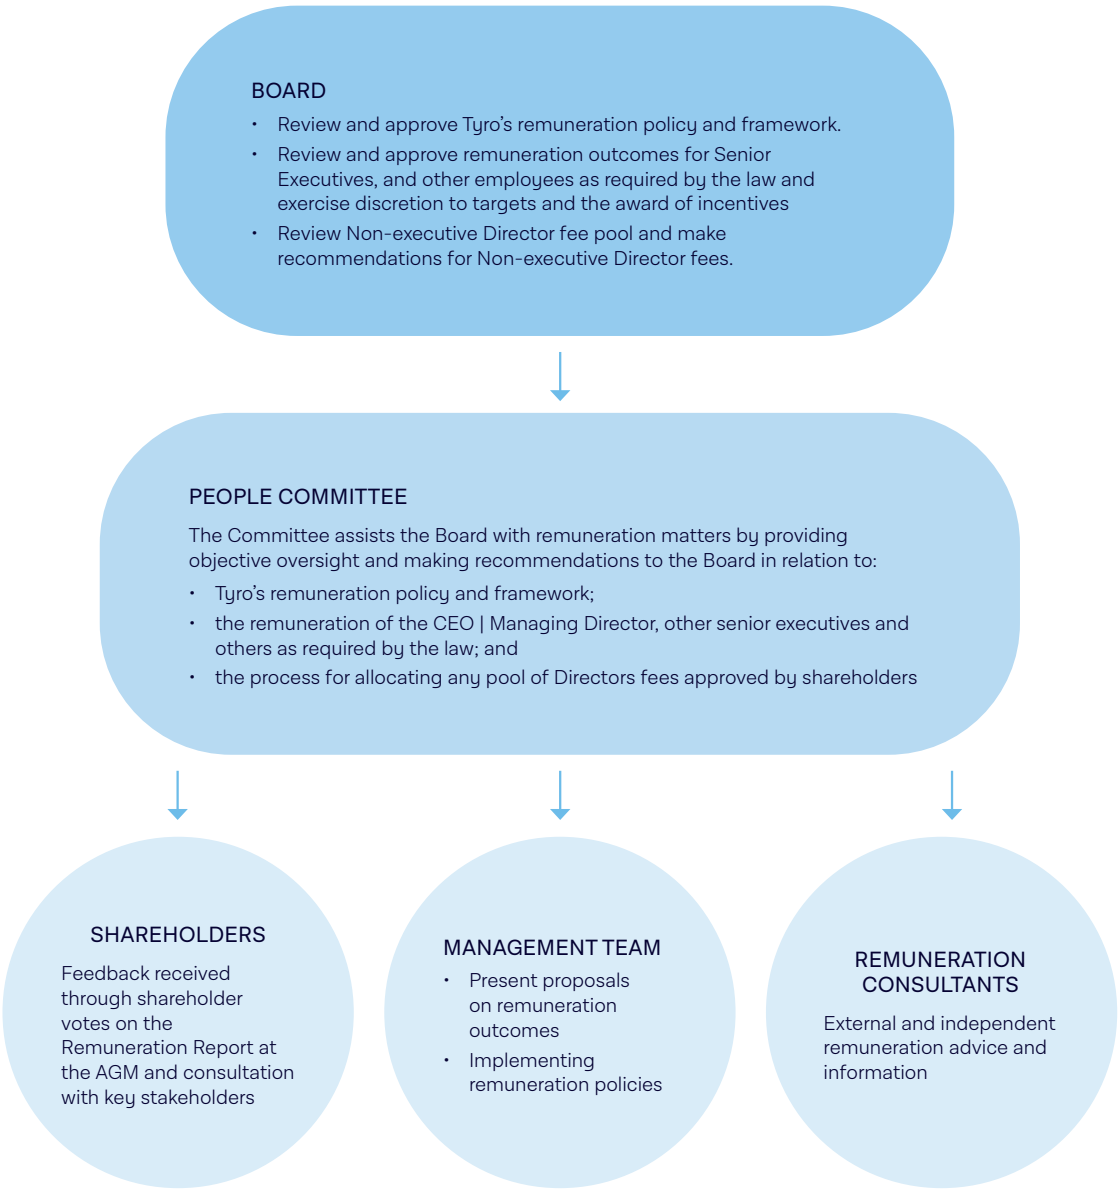 BOARD
• Review and approve Tyro’s remuneration policy and framework.
• Review and approve remuneration outcomes for Senior
Executives, and other employees as required by the law and
exercise discretion to targets and the award of incentives
• Review Non-executive Director fee pool and make
recommendations for Non-executive Director fees.
PEOPLE COMMITTEE
The Committee assists the Board with remuneration matters by providing
objective oversight and making recommendations to the Board in relation to:
• Tyro’s remuneration policy and framework;
• the remuneration of the CEO | Managing Director, other senior executives and
others as required by the law; and
• the process for allocating any pool of Directors fees approved by shareholders
SHAREHOLDERS
Feedback received
through shareholder
votes on the
Remuneration Report at
the AGM and consultation
with key stakeholders
MANAGEMENT TEAM
• Present proposals
on remuneration
outcomes
• Implementing
remuneration policies
REMUNERATION
CONSULTANTS
External and independent
remuneration advice and
information